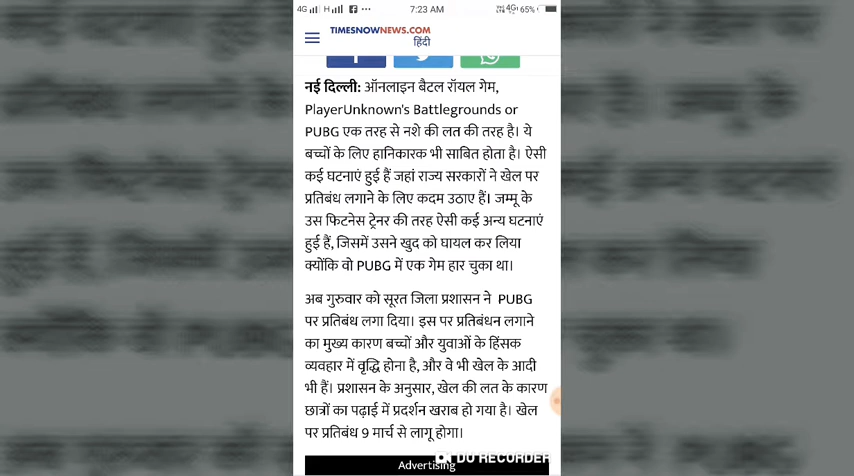 4G H 7:23 AM 4G 65%
TIMESNOWNEWS.COM
हिंदी
नई दिल्ली: ऑनलाइन बैटल रॉयल गेम,
PlayerUnknown's Battlegrounds or
PUBG एक तरह से नशे की लत की तरह है। ये
बच्चों के लिए हानिकारक भी साबित होता है। ऐसी
कई घटनाएं हुई हैं जहां राज्य सरकारों ने खेल पर
प्रतिबंध लगाने के लिए कदम उठाए हैं। जम्मू के
उस फिटनेस ट्रेनर की तरह ऐसी कई अन्य घटनाएं
हुई हैं, जिसमें उसने खुद को घायल कर लिया
क्योंकि वो PUBG में एक गेम हार चुका था।
अब गुरुवार को सूरत जिला प्रशासन ने PUBG
पर प्रतिबंध लगा दिया। इस पर प्रतिबंधन लगाने
का मुख्य कारण बच्चों और युवाओं के हिंसक
व्यवहार में वृद्धि होना है, और वे भी खेल के आदी
भी हैं। प्रशासन के अनुसार, खेल की लत के कारण
छात्रों का पढ़ाई में प्रदर्शन खराब हो गया है। खेल
पर प्रतिबंध 9 मार्च से लागू होगा।
DU RECORDER
Advertising